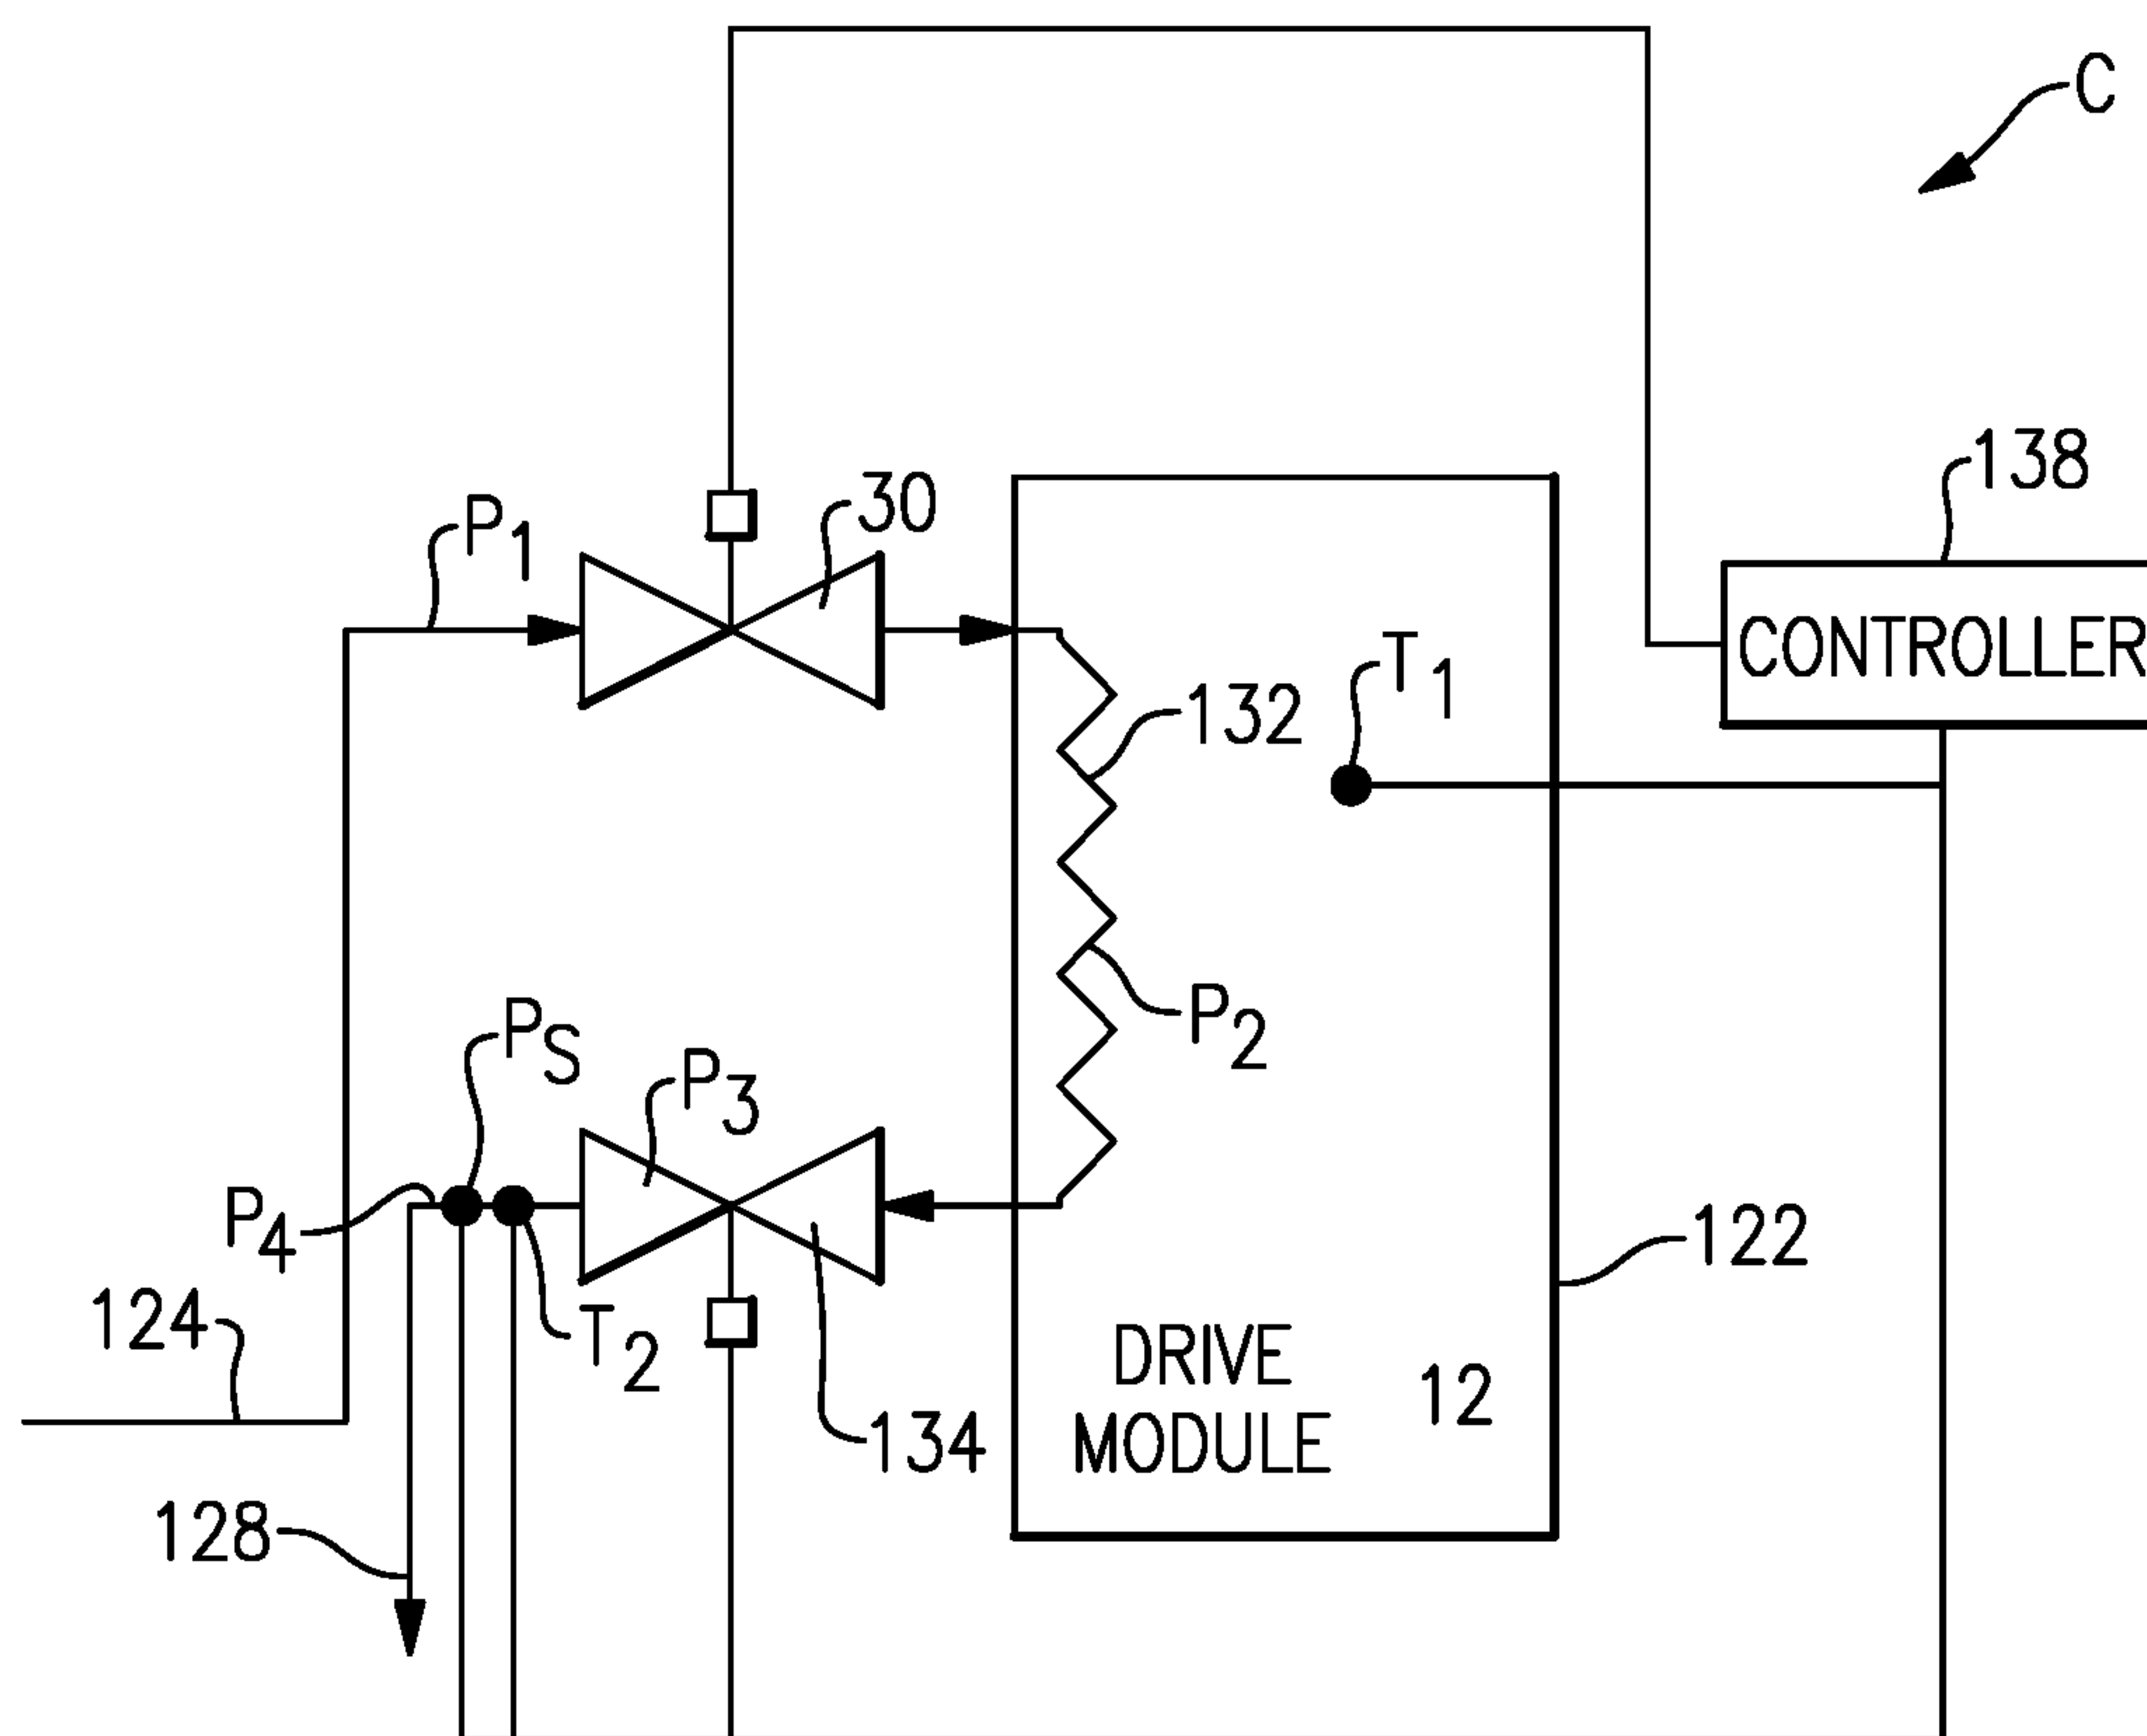 C
138
30
P1
CONTROLLER
T1
132
PS
P2
P3
P4
122
124
T2
DRIVE
MODULE
12
134
128